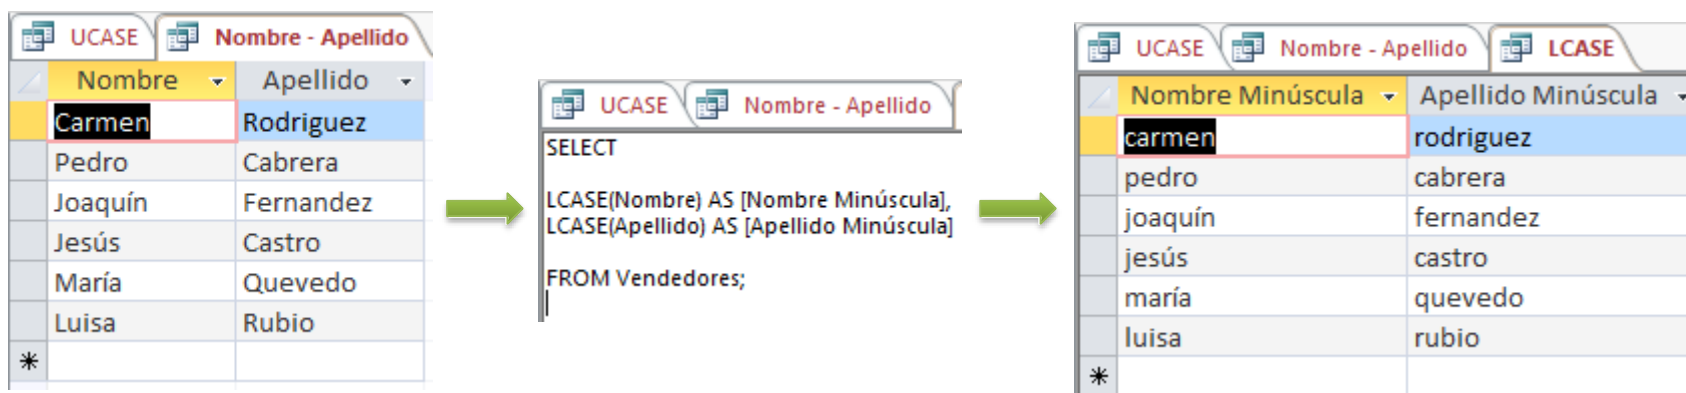 UCASE Nombre - Apellido
Nombre Apellido
Carmen Rodriguez
Pedro Cabrera
Joaquín Fernandez
Jesús Castro
María Quevedo
Luisa Rubio
UCASE Nombre - Apellido
SELECT
LCASE(Nombre) AS [Nombre Minúscula],
LCASE(Apellido) AS [Apellido Minúscula]
FROM Vendedores;
UCASE Nombre - Apellido LCASE
Nombre Minúscula Apellido Minúscula
carmen rodriguez
pedro cabrera
joaquín fernandez
jesús castro
maría quevedo
luisa rubio